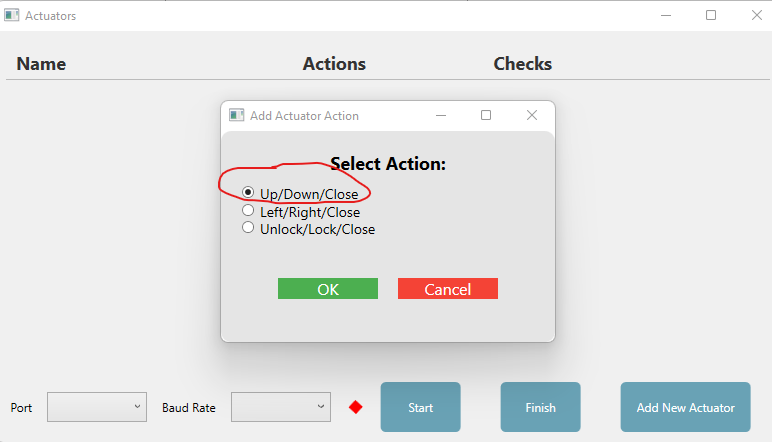 Actuators
Name Actions Checks
Add Actuator Action
Select Action:
Up/Down/Close
Left/Right/Close
Unlock/Lock/Close
OK Cancel
Port Baud Rate Start Finish Add New Actuator